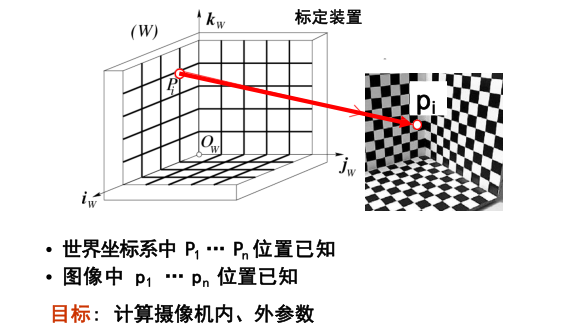 标定装置
(W)
k_W
P_i
p_i
O_W
j_W
i_W
• 世界坐标系中 P_1 … P_n 位置已知
• 图像中 p_1 … p_n 位置已知
目标: 计算摄像机内、外参数